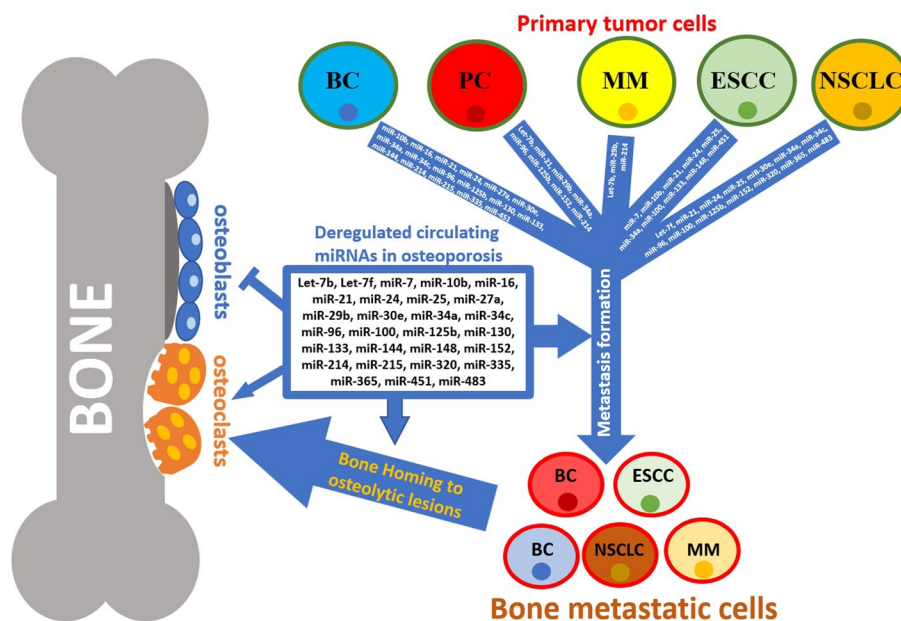 Primary tumor cells
BC
PC
MM
ESCC
NSCLC
miR-10b, miR-16, miR-21, miR-24, miR-27a, miR-30e,
miR-34a, miR-34c, miR-96, miR-125b, miR-130, miR-133,
miR-144, miR-214, miR-215, miR-335, miR-451
Let-7b, miR-21, miR-29b, miR-34a,
miR-96, miR-125b, miR-152, miR-214
Let-7b, miR-29b,
miR-214
miR-7, miR-10b, miR-21, miR-24, miR-25,
miR-34a, miR-100, miR-133, miR-148, miR-451
Let-7f, miR-21, miR-24, miR-25, miR-30e, miR-34a, miR-34c,
miR-96, miR-100, miR-125b, miR-152, miR-320, miR-365, miR-483
BONE
osteoblasts
osteoclasts
Deregulated circulating
miRNAs in osteoporosis
Let-7b, Let-7f, miR-7, miR-10b, miR-16,
miR-21, miR-24, miR-25, miR-27a,
miR-29b, miR-30e, miR-34a, miR-34c,
miR-96, miR-100, miR-125b, miR-130,
miR-133, miR-144, miR-148, miR-152,
miR-214, miR-215, miR-320, miR-335,
miR-365, miR-451, miR-483
Metastasis formation
Bone Homing to
osteolytic lesions
BC
ESCC
BC
NSCLC
MM
Bone metastatic cells